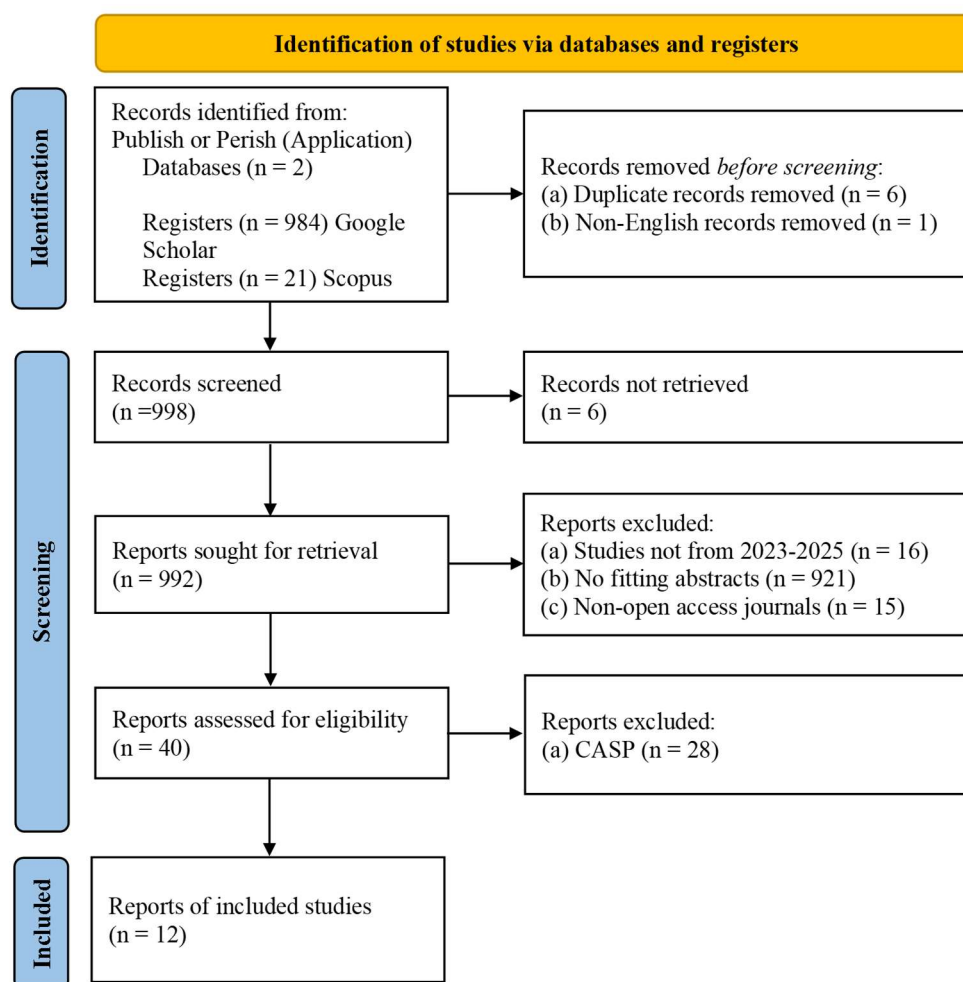 Identification of studies via databases and registers
Identification
Records identified from:
Publish or Perish (Application)
Databases (n = 2)
Registers (n = 984) Google
Scholar
Registers (n = 21) Scopus
Records removed before screening:
(a) Duplicate records removed (n = 6)
(b) Non-English records removed (n = 1)
Screening
Records screened
(n =998)
Records not retrieved
(n = 6)
Reports sought for retrieval
(n = 992)
Reports excluded:
(a) Studies not from 2023-2025 (n = 16)
(b) No fitting abstracts (n = 921)
(c) Non-open access journals (n = 15)
Reports assessed for eligibility
(n = 40)
Reports excluded:
(a) CASP (n = 28)
Included
Reports of included studies
(n = 12)